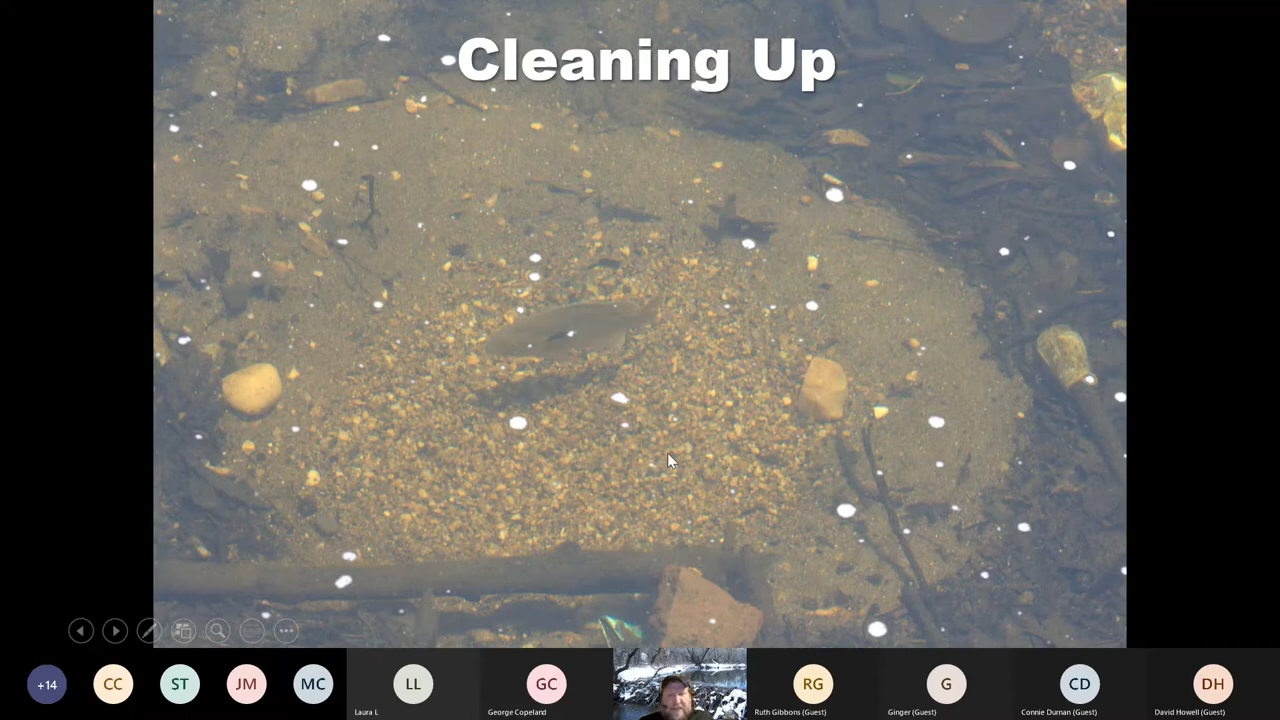 Cleaning Up
+14
CC
ST
JM
MC
LL
GC
RG
G
CD
DH
Laura L
George Copeland
Ruth Gibbons (Guest)
Ginger (Guest)
Connie Durnan (Guest)
David Howell (Guest)